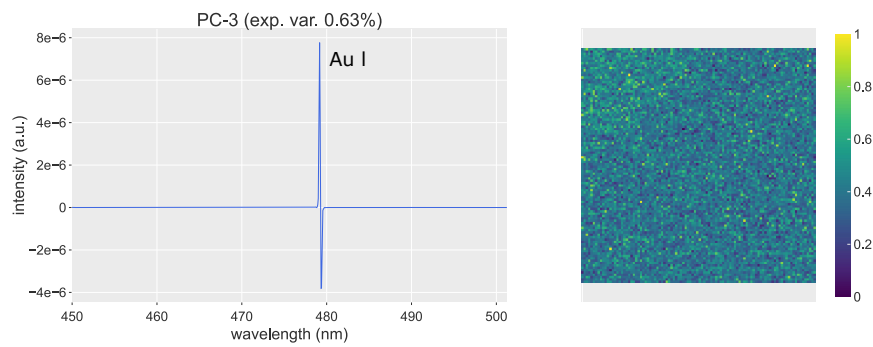 PC-3 (exp. var. 0.63%)
8e−6
6e−6
4e−6
2e−6
0
−2e−6
−4e−6
intensity (a.u.)
Au I
450
460
470
480
490
500
wavelength (nm)
1
0.8
0.6
0.4
0.2
0